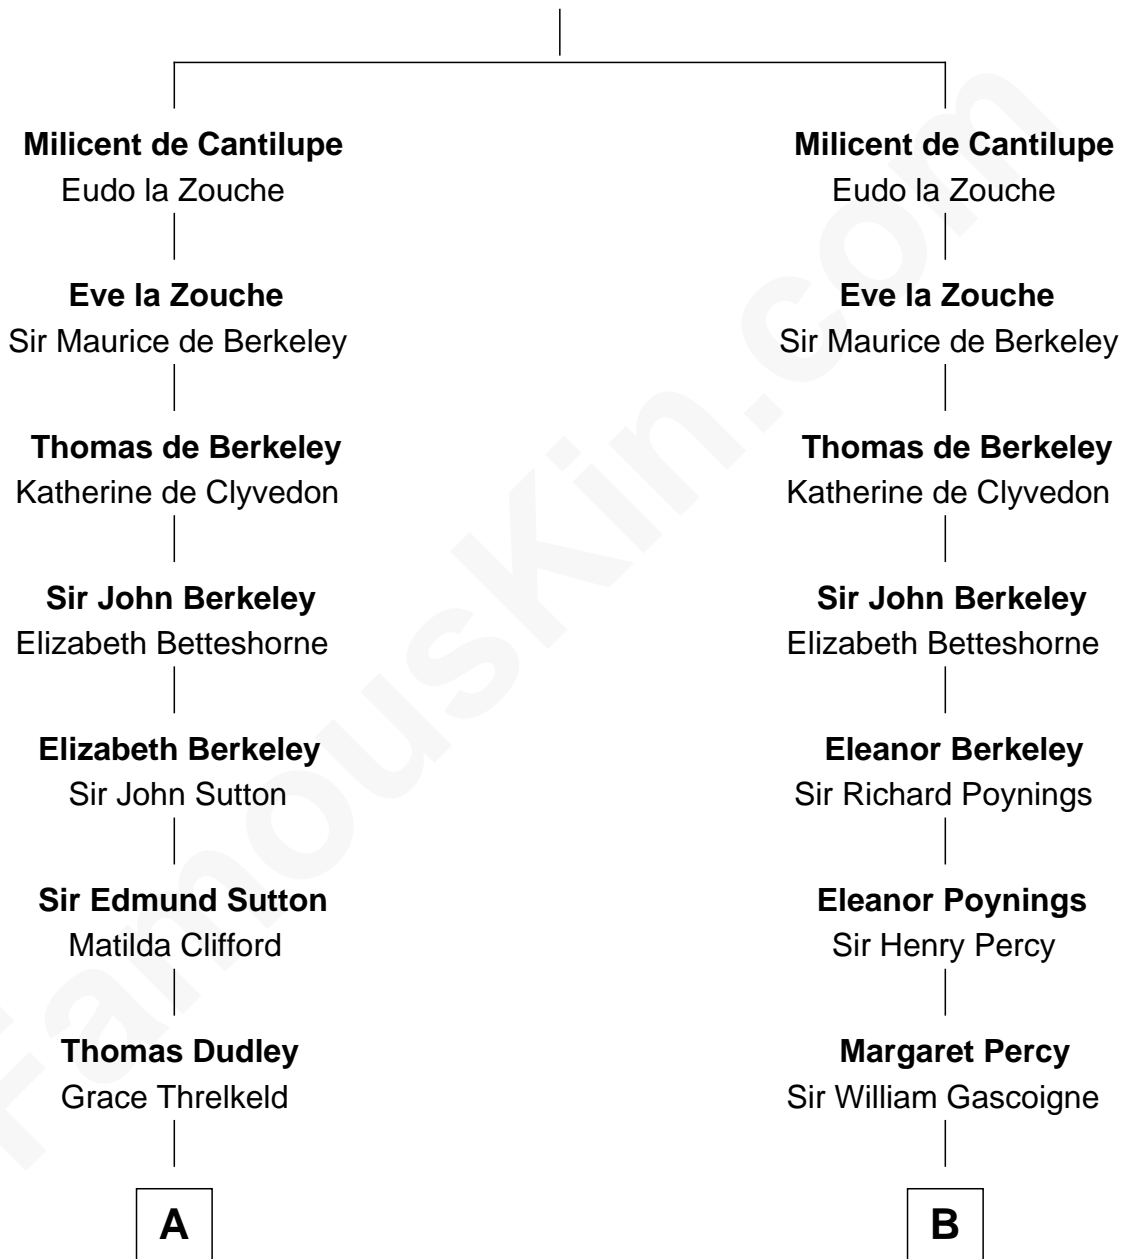 Milicent de Cantilupe
Eudo la Zouche
Eve la Zouche
Sir Maurice de Berkeley
Thomas de Berkeley
Katherine de Clyvedon
Sir John Berkeley
Elizabeth Betteshorne
Elizabeth Berkeley
Sir John Sutton
Sir Edmund Sutton
Matilda Clifford
Thomas Dudley
Grace Threlkeld
A
Milicent de Cantilupe
Eudo la Zouche
Eve la Zouche
Sir Maurice de Berkeley
Thomas de Berkeley
Katherine de Clyvedon
Sir John Berkeley
Elizabeth Betteshorne
Eleanor Berkeley
Sir Richard Poynings
Eleanor Poynings
Sir Henry Percy
Margaret Percy
Sir William Gascoigne
B
FamousKin.com